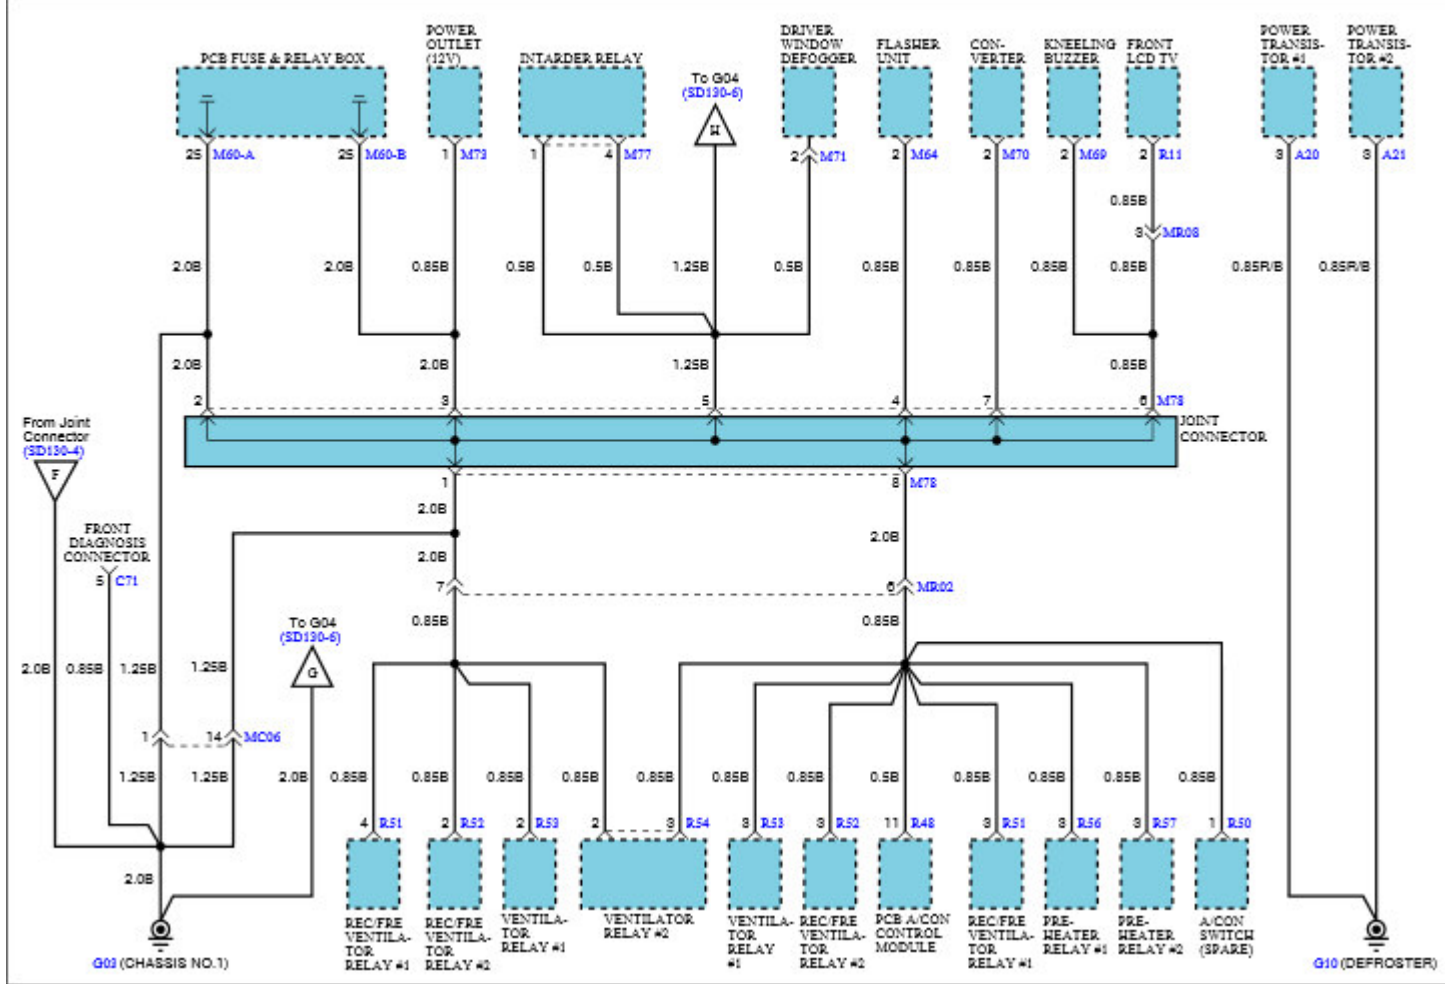 PCB FUSE & RELAY BOX
POWER
OUTLET
(12V)
INTARDER RELAY
To G04
(SD130-6)
H
DRIVER
WINDOW
DEFOGGER
FLASHER
UNIT
CON-
VERTER
KNEELING
BUZZER
FRONT
LCD TV
POWER
TRANSIS-
TOR #1
POWER
TRANSIS-
TOR #2
25 M60-A
25 M60-B
1 M73
1
4 M77
2 M71
2 M64
2 M70
2 M69
2 R11
3 A20
3 A21
0.85B
3 MR08
2.0B
2.0B
0.85B
0.5B
0.5B
1.25B
0.5B
0.85B
0.85B
0.85B
0.85B
0.85R/B
0.85R/B
2.0B
2.0B
1.25B
0.85B
2
3
5
4
7
6 M78
JOINT
CONNECTOR
From Joint
Connector
(SD130-4)
F
1
8 M78
2.0B
FRONT
DIAGNOSIS
CONNECTOR
5 C71
2.0B
2.0B
7
6 MR02
To G04
(SD130-6)
G
0.85B
0.85B
2.0B
0.85B
1.25B
1.25B
1
14 MC06
1.25B
1.25B
2.0B
0.85B
0.85B
0.85B
0.85B
0.85B
0.85B
0.85B
0.5B
0.85B
0.85B
0.85B
0.85B
4 R51
2 R52
2 R53
2
3 R54
3 R53
3 R52
11 R48
3 R51
3 R56
3 R57
1 R50
2.0B
REC/FRE
VENTILA-
TOR
RELAY #1
REC/FRE
VENTILA-
TOR
RELAY #2
VENTILA-
TOR
RELAY #1
VENTILATOR
RELAY #2
VENTILA-
TOR
RELAY
#1
REC/FRE
VENTILA-
TOR
RELAY #2
PCB A/CON
CONTROL
MODULE
REC/FRE
VENTILA-
TOR
RELAY #1
PRE-
HEATER
RELAY #1
PRE-
HEATER
RELAY #2
A/CON
SWITCH
(SPARE)
G03 (CHASSIS NO.1)
G10 (DEFROSTER)